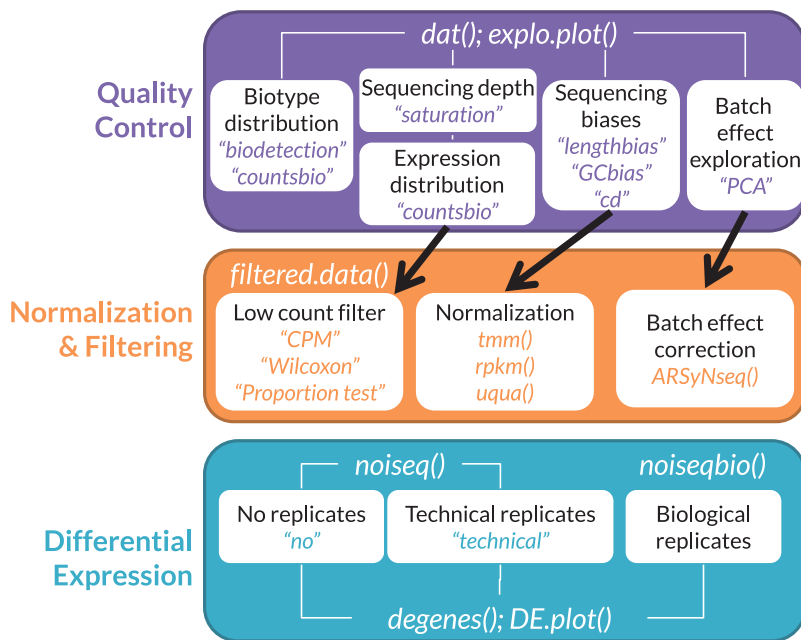 Quality
Control
dat(); explo.plot()
Biotype
distribution
“biodetection”
“countsbio”
Sequencing depth
“saturation”
Expression
distribution
“countsbio”
Sequencing
biases
“lengthbias”
“GCbias”
“cd”
Batch
effect
exploration
“PCA”
Normalization
& Filtering
filtered.data()
Low count filter
“CPM”
“Wilcoxon”
“Proportion test”
Normalization
tmm()
rpkm()
uqua()
Batch effect
correction
ARSyNseq()
Differential
Expression
noiseq()
noiseqbio()
No replicates
“no”
Technical replicates
“technical”
Biological
replicates
degenes(); DE.plot()